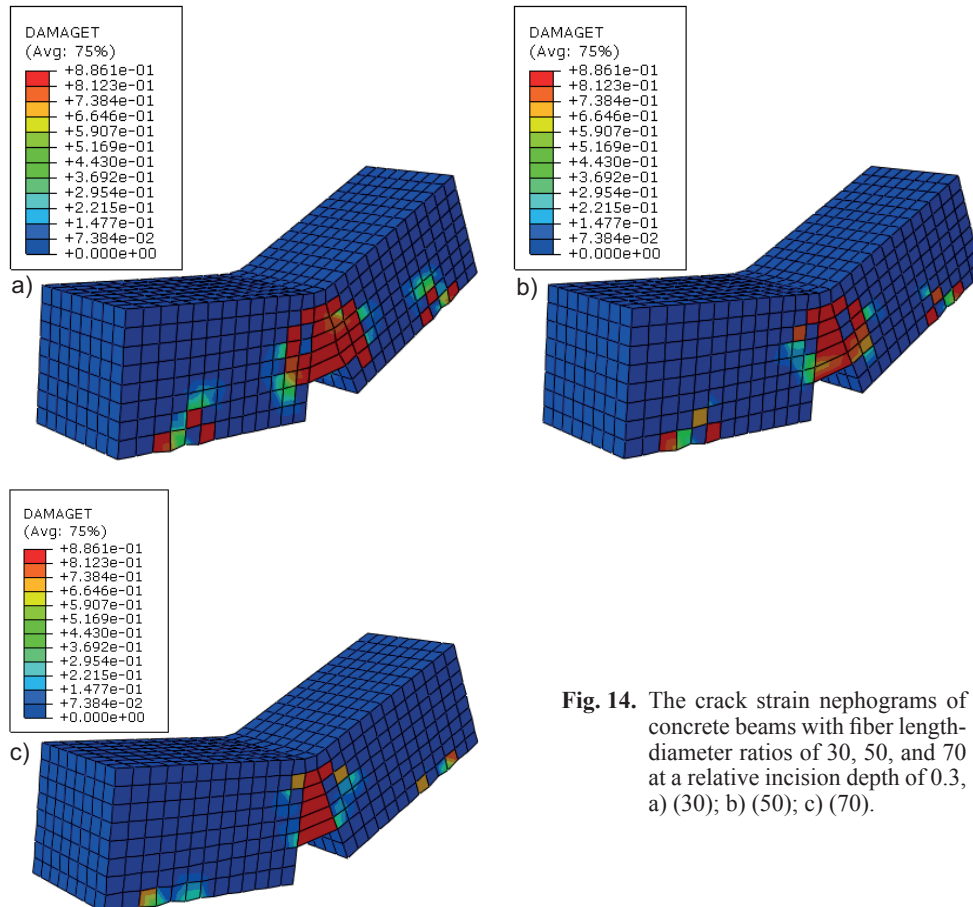 DAMAGET
(Avg: 75%)
+8.861e-01
+8.123e-01
+7.384e-01
+6.646e-01
+5.907e-01
+5.169e-01
+4.430e-01
+3.692e-01
+2.954e-01
+2.215e-01
+1.477e-01
+7.384e-02
+0.000e+00
a)
DAMAGET
(Avg: 75%)
+8.861e-01
+8.123e-01
+7.384e-01
+6.646e-01
+5.907e-01
+5.169e-01
+4.430e-01
+3.692e-01
+2.954e-01
+2.215e-01
+1.477e-01
+7.384e-02
+0.000e+00
b)
DAMAGET
(Avg: 75%)
+8.861e-01
+8.123e-01
+7.384e-01
+6.646e-01
+5.907e-01
+5.169e-01
+4.430e-01
+3.692e-01
+2.954e-01
+2.215e-01
+1.477e-01
+7.384e-02
+0.000e+00
c)
Fig. 14. The crack strain nephograms of
concrete beams with fiber length-
diameter ratios of 30, 50, and 70
at a relative incision depth of 0.3,
a) (30); b) (50); c) (70).